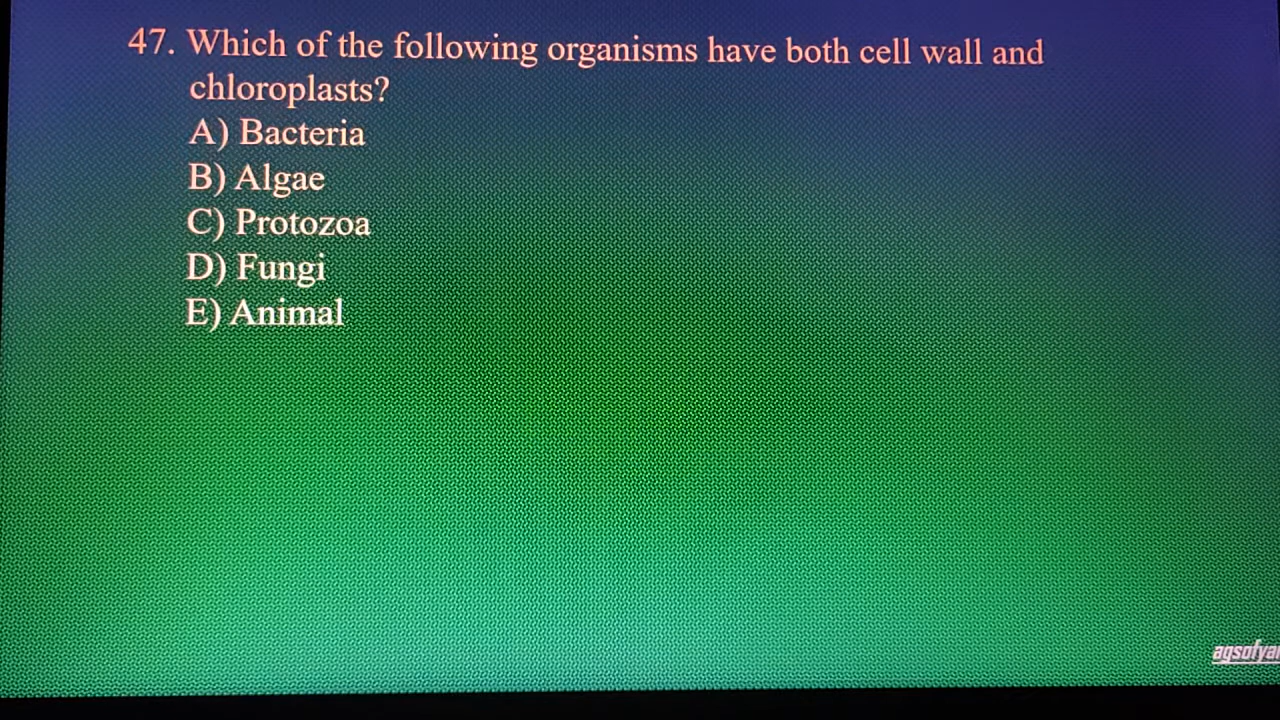 47. Which of the following organisms have both cell wall and
chloroplasts?
A) Bacteria
B) Algae
C) Protozoa
D) Fungi
E) Animal